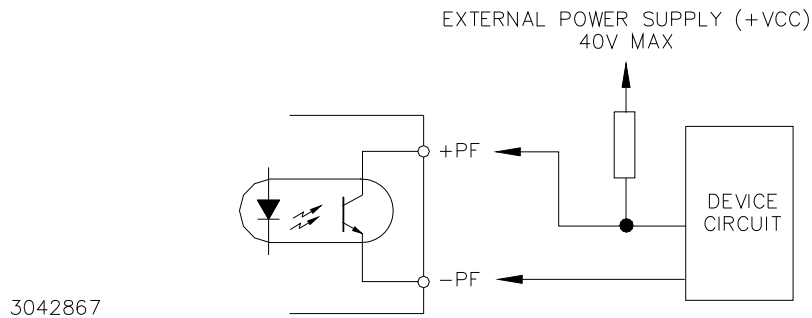 EXTERNAL POWER SUPPLY (+VCC)
40V MAX
+PF
DEVICE
CIRCUIT
-PF
3042867